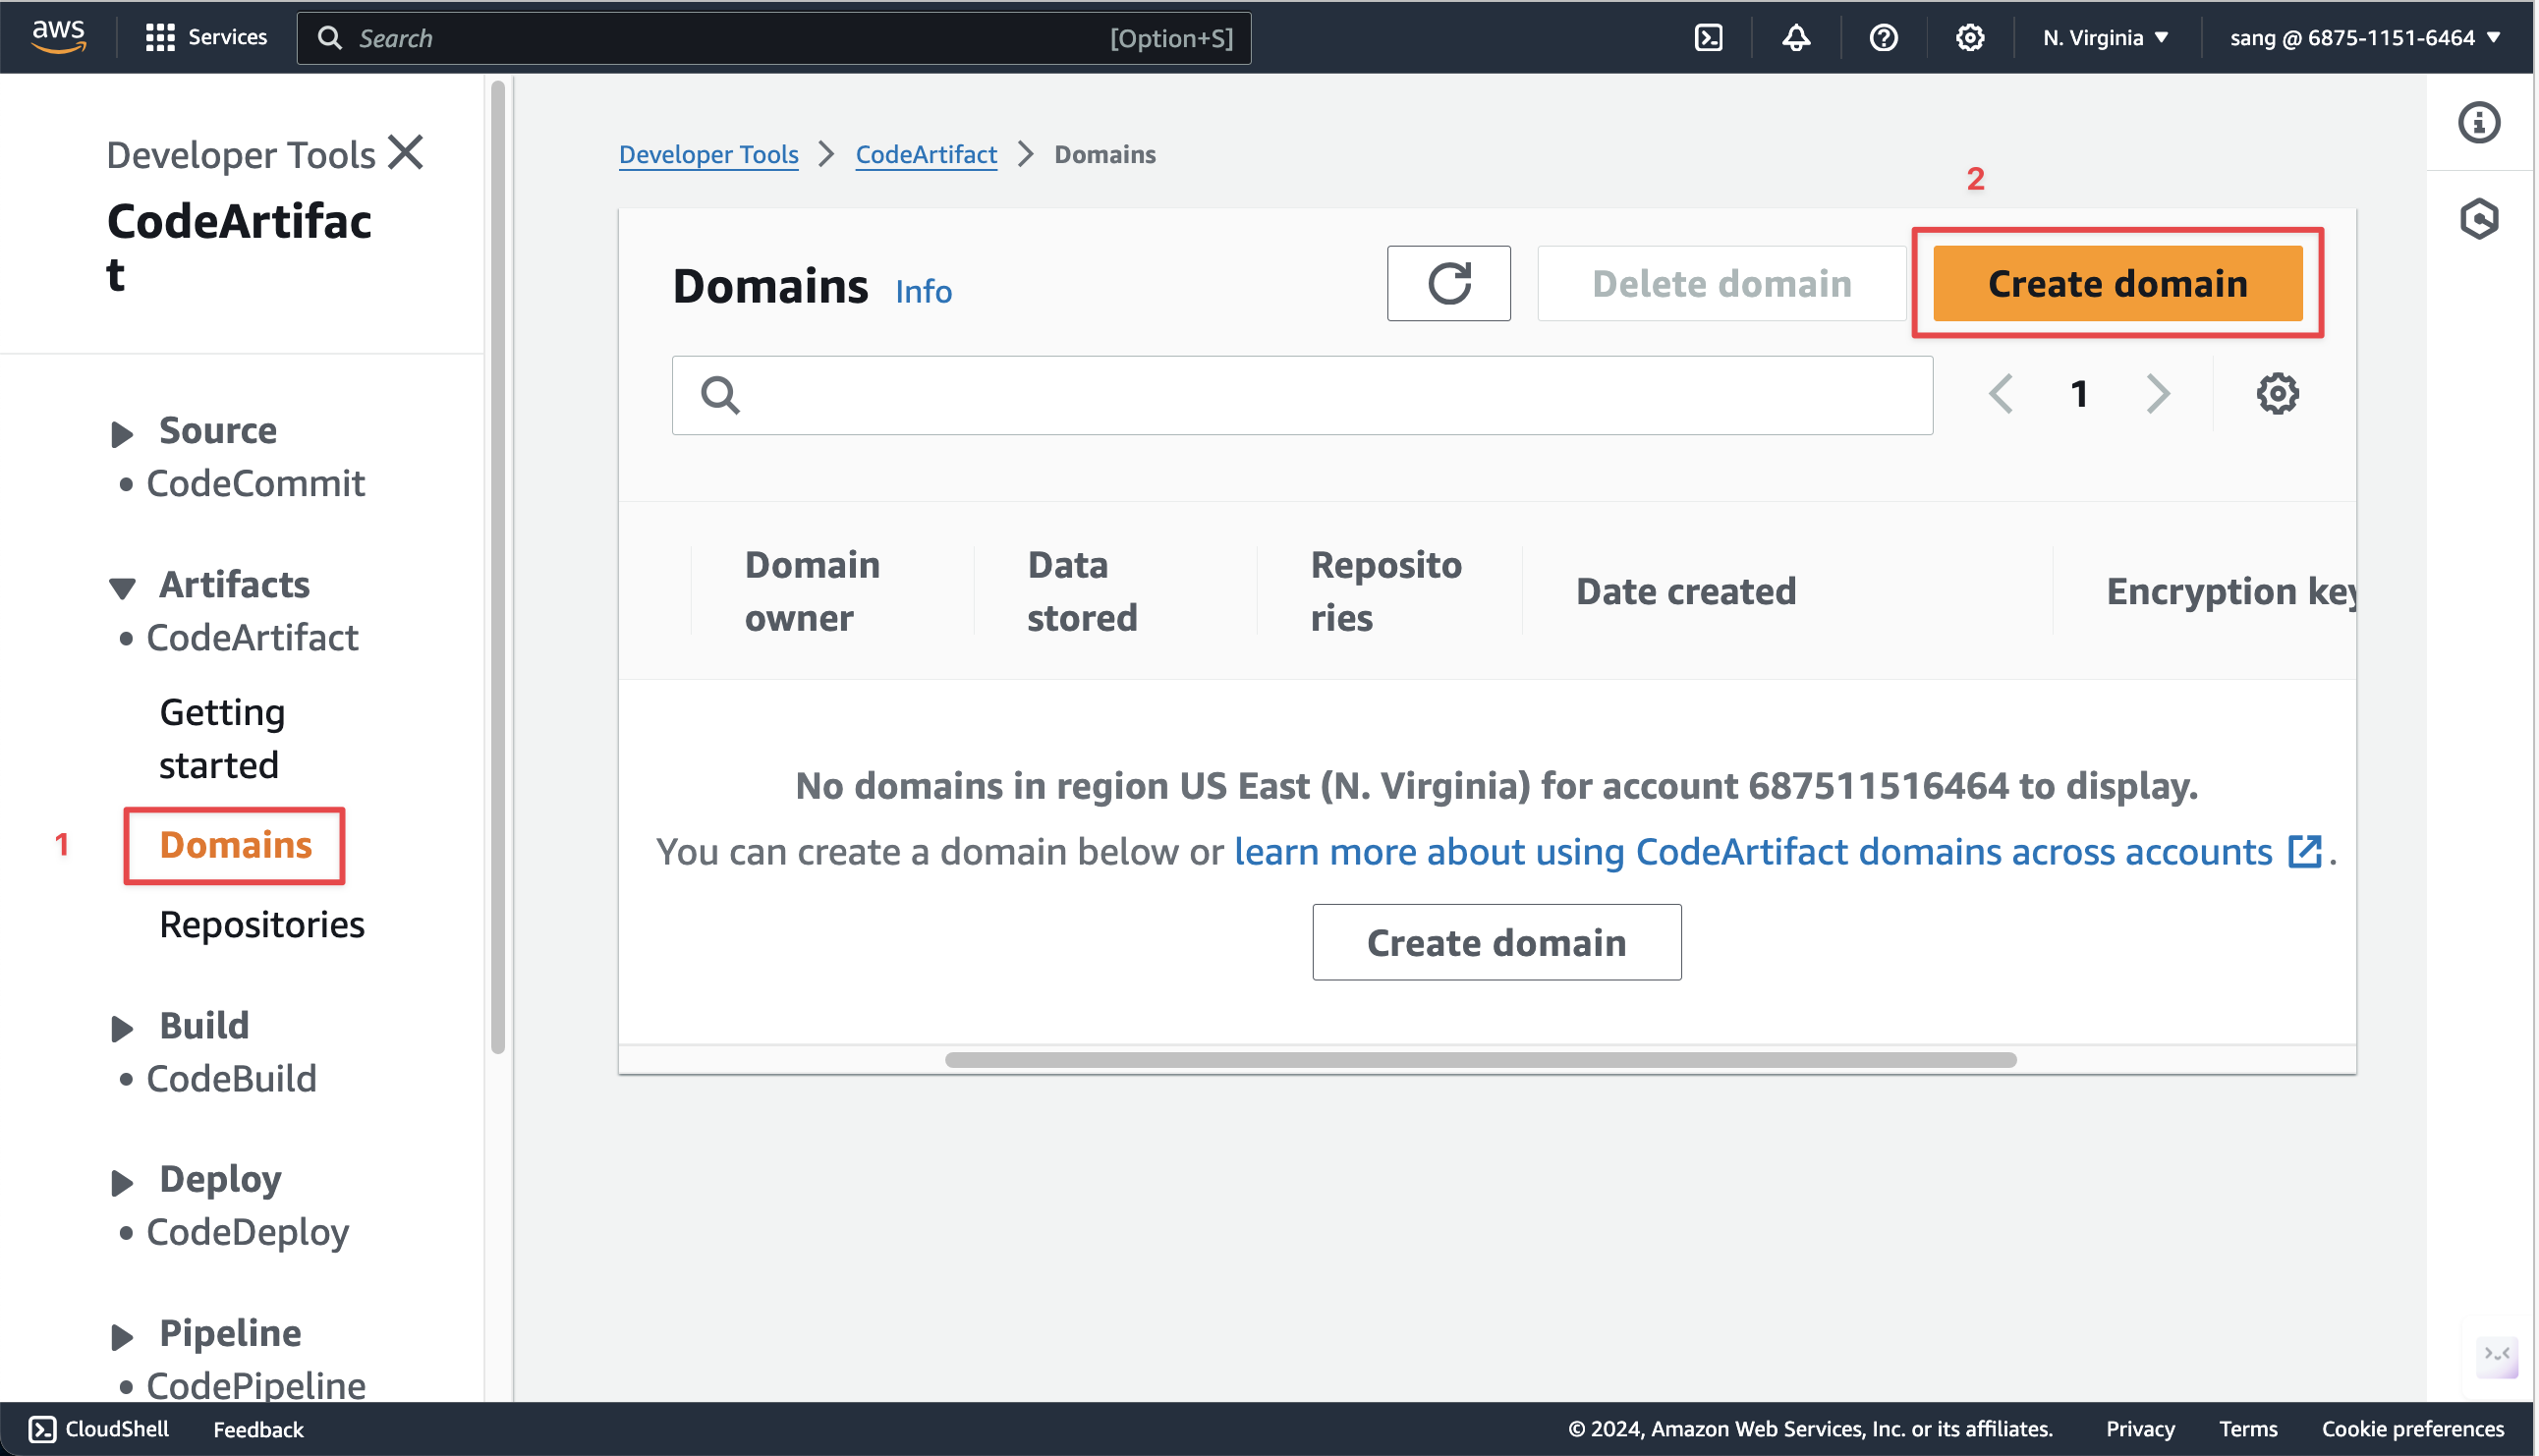 aws
Services
Search
[Option+S]
N. Virginia
sang @ 6875-1151-6464
Developer Tools
CodeArtifac
t
Source
CodeCommit
Artifacts
CodeArtifact
Getting
started
1
Domains
Repositories
Build
CodeBuild
Deploy
CodeDeploy
Pipeline
CodePipeline
Developer Tools
CodeArtifact
Domains
2
Domains
Info
Delete domain
Create domain
1
Domain
owner
Data
stored
Reposito
ries
Date created
Encryption key
No domains in region US East (N. Virginia) for account 687511516464 to display.
You can create a domain below or learn more about using CodeArtifact domains across accounts .
Create domain
CloudShell
Feedback
© 2024, Amazon Web Services, Inc. or its affiliates.
Privacy
Terms
Cookie preferences